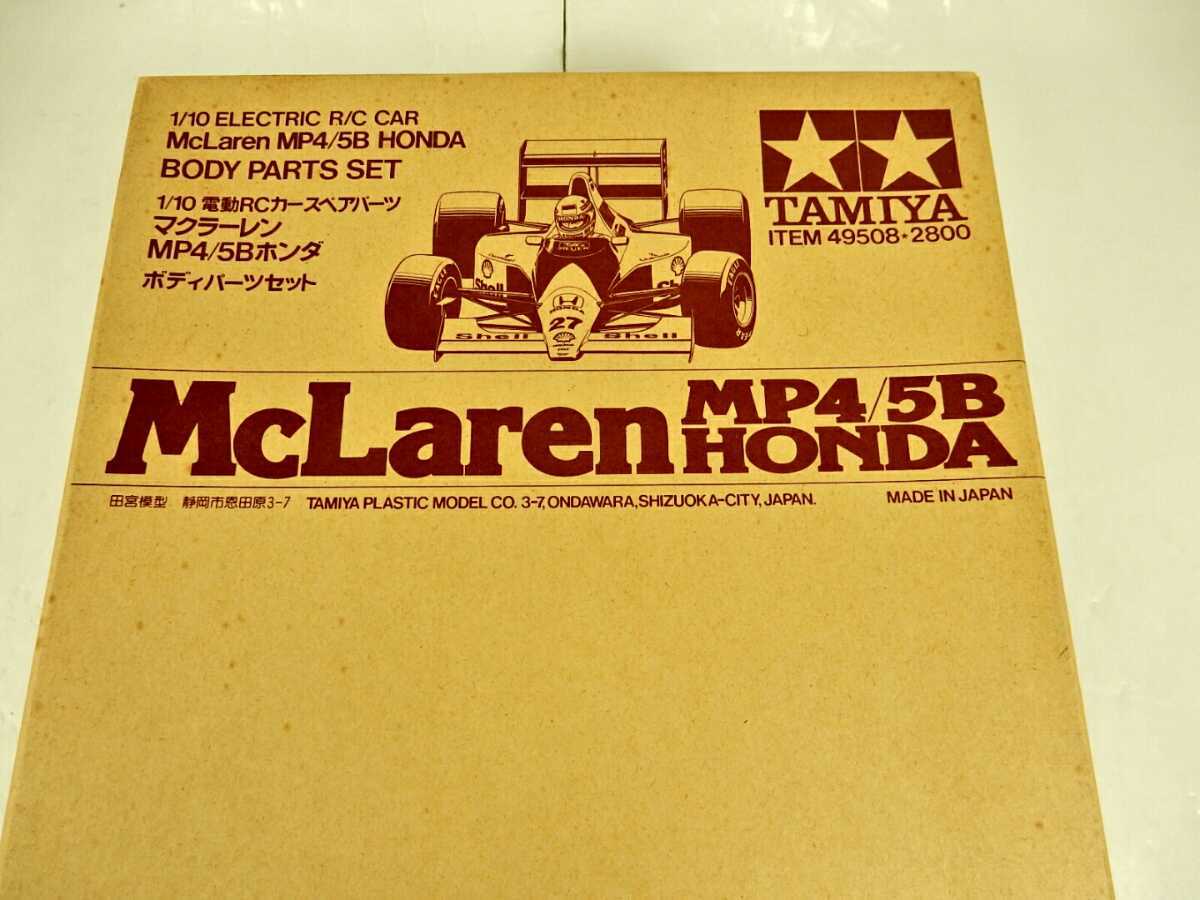 1/10 ELECTRIC R/C CAR
McLaren MP4/5B HONDA
BODY PARTS SET
1/10 電動RCカースペアパーツ
マクラーレン
MP4/5Bホンダ
ボディパーツセット
TAMIYA
ITEM 49508★2800
HONDA
Shell
HONDA
27
Shell
Shell
McLaren
MP4/5B
HONDA
田宮模型 静岡市恩田原3-7 TAMIYA PLASTIC MODEL CO. 3-7, ONDAWARA, SHIZUOKA-CITY, JAPAN. MADE IN JAPAN